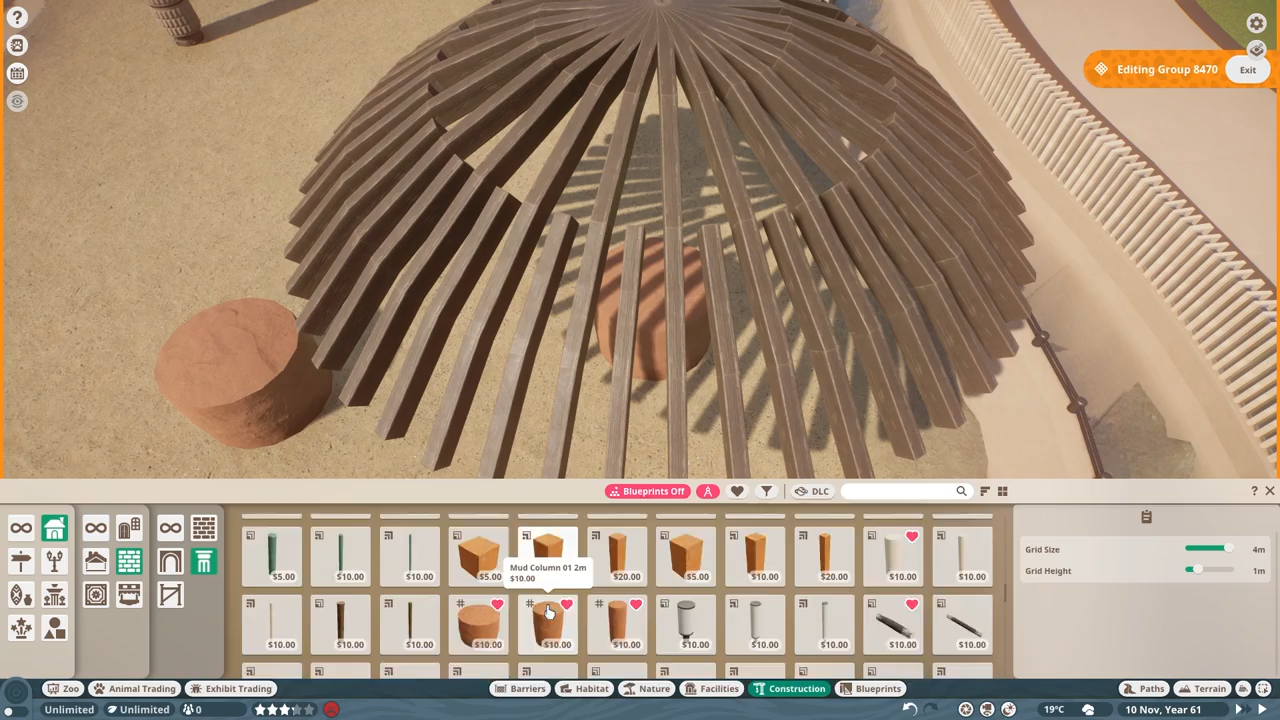 ?
Editing Group 8470
Exit
Blueprints Off
DLC
?
$5.00
$10.00
$10.00
$5.00
Mud Column 01 2m
$10.00
$20.00
$5.00
$10.00
$20.00
$10.00
$10.00
Grid Size
4m
Grid Height
1m
$10.00
$10.00
$10.00
$10.00
$10.00
$10.00
$10.00
$10.00
$10.00
$10.00
$10.00
Zoo
Animal Trading
Exhibit Trading
Barriers
Habitat
Nature
Facilities
Construction
Blueprints
Paths
Terrain
Unlimited
Unlimited
0
19°C
10 Nov, Year 61